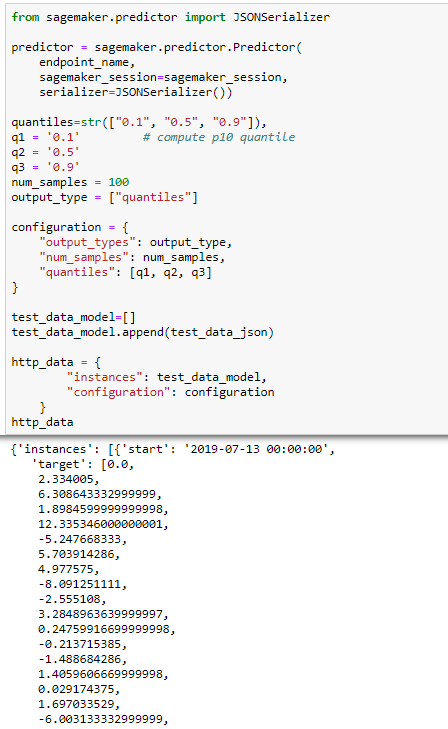 from sagemaker.predictor import JSONSerializer
predictor = sagemaker.predictor.Predictor(
    endpoint_name,
    sagemaker_session=sagemaker_session,
    serializer=JSONSerializer())
quantiles=str(["0.1", "0.5", "0.9"]),
q1 = '0.1'         # compute p10 quantile
q2 = '0.5'
q3 = '0.9'
num_samples = 100
output_type = ["quantiles"]
configuration = {
    "output_types": output_type,
    "num_samples": num_samples,
    "quantiles": [q1, q2, q3]
}
test_data_model=[]
test_data_model.append(test_data_json)
http_data = {
        "instances": test_data_model,
        "configuration": configuration
    }
http_data
{'instances': [{'start': '2019-07-13 00:00:00',
   'target': [0.0,
    2.334005,
    6.308643332999999,
    1.8984599999999998,
    12.335346000000001,
    -5.247668333,
    5.703914286,
    4.977575,
    -8.091251111,
    -2.555108,
    3.2848963639999997,
    0.24759916699999998,
    -0.213715385,
    -1.488684286,
    1.4059606669999998,
    0.029174375,
    1.697033529,
    -6.003133332999999,